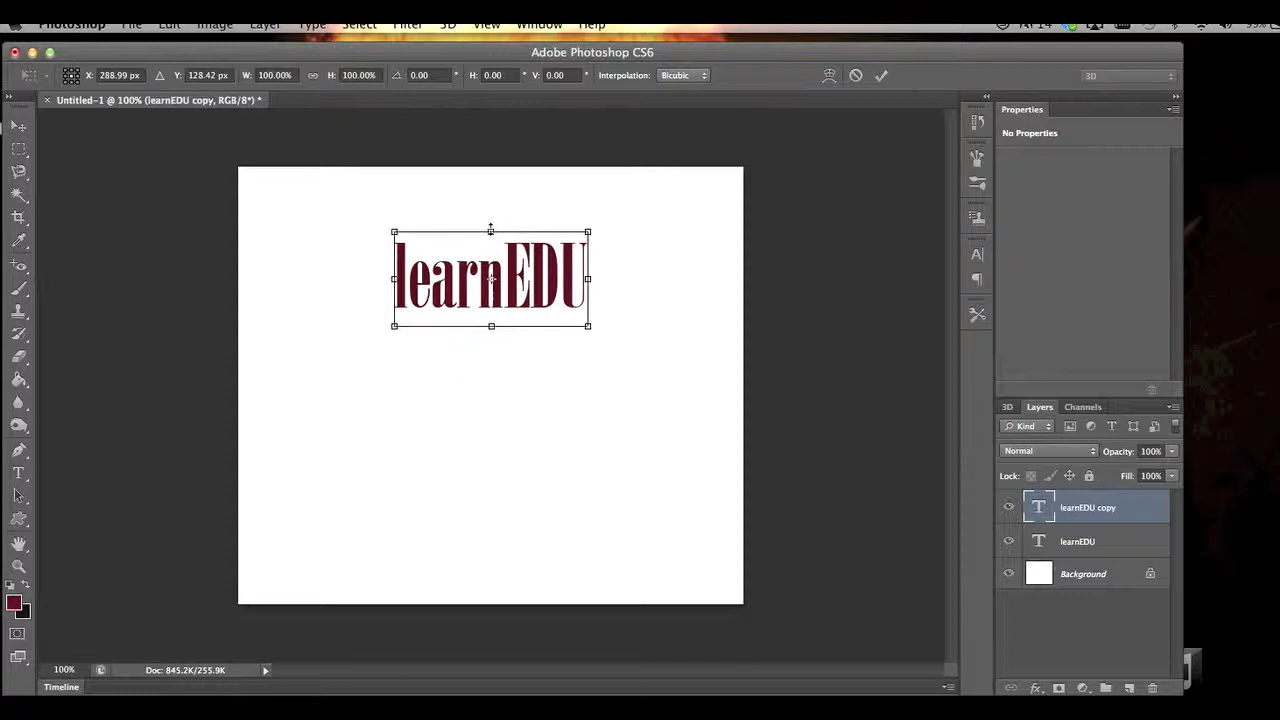 Photoshop File Edit Image Layer Type Select Filter 3D View Window Help
Adobe Photoshop CS6
X: 288.99 px Y: 128.42 px W: 100.00% H: 100.00% 0.00 ° H: 0.00 ° V: 0.00 ° Interpolation: Bicubic 3D
Untitled-1 @ 100% (learnEDU copy, RGB/8*) *
Properties
No Properties
learnEDU
3D Layers Channels
Kind
Normal Opacity: 100%
Lock: Fill: 100%
learnEDU copy
learnEDU
Background
100% Doc: 845.2K/255.9K
Timeline